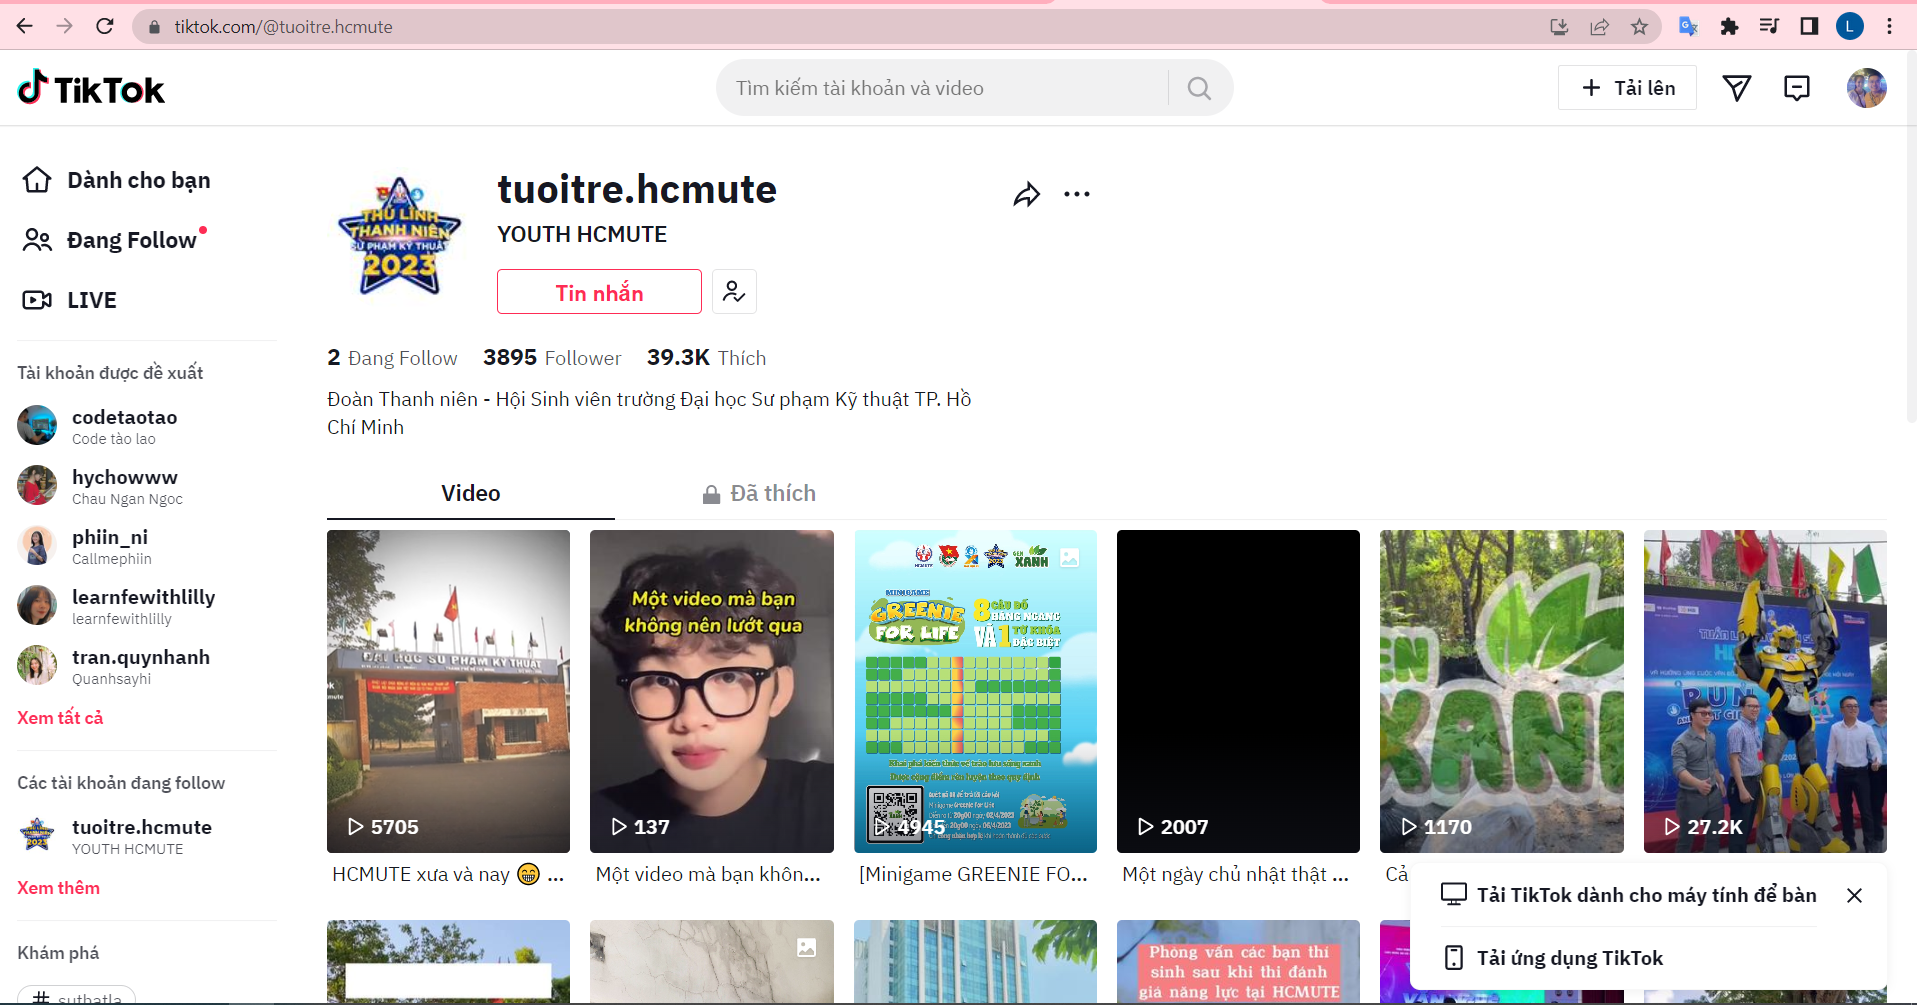 tiktok.com/@tuoitre.hcmute
L
TikTok
Tìm kiếm tài khoản và video
Tải lên
Dành cho bạn
Đang Follow
LIVE
Tài khoản được đề xuất
codetaotao
Code tào lao
hychowww
Chau Ngan Ngoc
phiin_ni
Callmephiin
learnfewithlilly
learnfewithlilly
tran.quynhanh
Quanhsayhi
Xem tất cả
Các tài khoản đang follow
tuoitre.hcmute
YOUTH HCMUTE
Xem thêm
Khám phá
# suthatla
THỦ LĨNH
THANH NIÊN
SƯ PHẠM KỸ THUẬT
2023
tuoitre.hcmute
YOUTH HCMUTE
Tin nhắn
2 Đang Follow 3895 Follower 39.3K Thích
Đoàn Thanh niên - Hội Sinh viên trường Đại học Sư phạm Kỹ thuật TP. Hồ
Chí Minh
Video
Đã thích
ĐẠI HỌC SƯ PHẠM KỸ THUẬT
5705
HCMUTE xưa và nay 😁 ...
Một video mà bạn
không nên lướt qua
137
Một video mà bạn khôn...
GEN
XANH
MINIGAME
GREENIE
FOR LIFE
8 CÂU ĐỐ
HÀNG NGANG
VÀ 1 TỪ KHÓA
ĐẶC BIỆT
4945
[Minigame GREENIE FO...
2007
Một ngày chủ nhật thật ...
XANH
1170
Cả
RUN
27.2K
Phỏng vấn các bạn thí
sinh sau khi thi đánh
giá năng lực tại HCMUTE
Tải TikTok dành cho máy tính để bàn
Tải ứng dụng TikTok